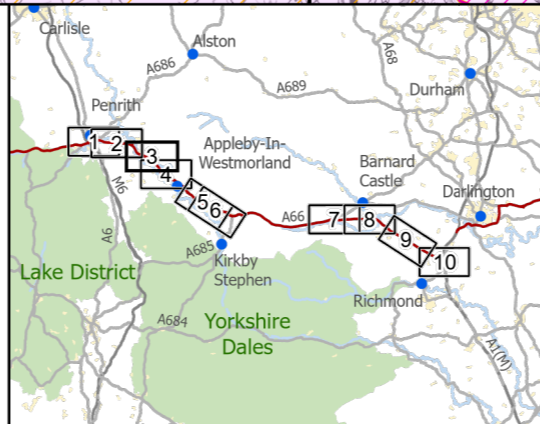 Carlisle
Alston
A68
A686
A689
Durham
Penrith
Appleby-In-
Westmorland
Barnard
Castle
Darlington
1
2
3
4
5
6
7
8
9
10
M6
A6
A66
A685
Kirkby
Stephen
Lake District
Richmond
A684
Yorkshire
Dales
A1(M)